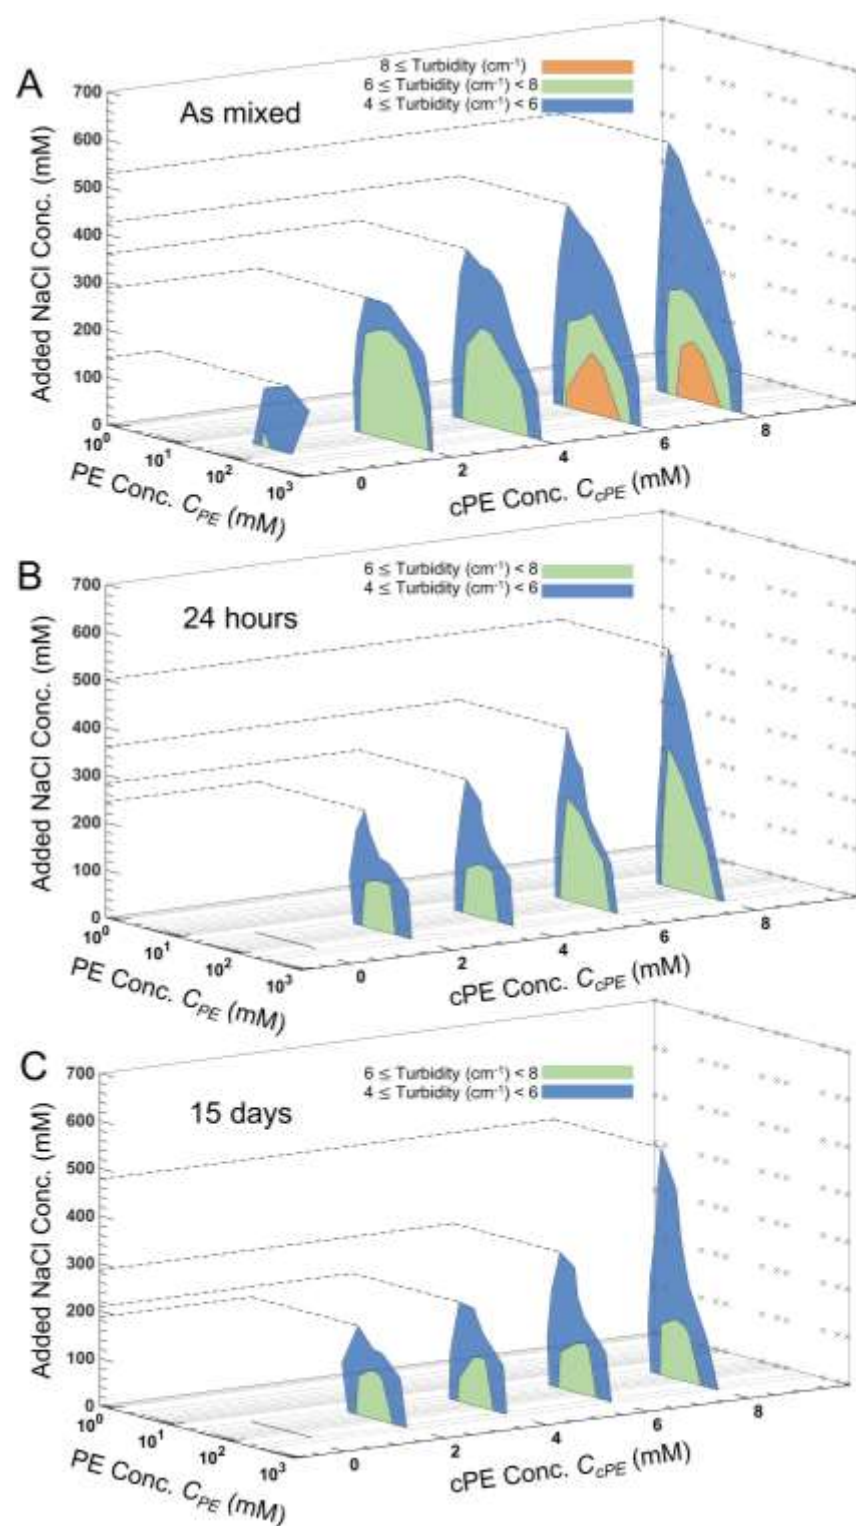 A
As mixed
8 ≤ Turbidity (cm⁻¹)
6 ≤ Turbidity (cm⁻¹) < 8
4 ≤ Turbidity (cm⁻¹) < 6
Added NaCl Conc. (mM)
700
600
500
400
300
200
100
0
10⁰
10¹
10²
10³
PE Conc. C_PE (mM)
0
2
4
6
8
cPE Conc. C_cPE (mM)
B
24 hours
6 ≤ Turbidity (cm⁻¹) < 8
4 ≤ Turbidity (cm⁻¹) < 6
Added NaCl Conc. (mM)
700
600
500
400
300
200
100
0
10⁰
10¹
10²
10³
PE Conc. C_PE (mM)
0
2
4
6
8
cPE Conc. C_cPE (mM)
C
15 days
6 ≤ Turbidity (cm⁻¹) < 8
4 ≤ Turbidity (cm⁻¹) < 6
Added NaCl Conc. (mM)
700
600
500
400
300
200
100
0
10⁰
10¹
10²
10³
PE Conc. C_PE (mM)
0
2
4
6
8
cPE Conc. C_cPE (mM)